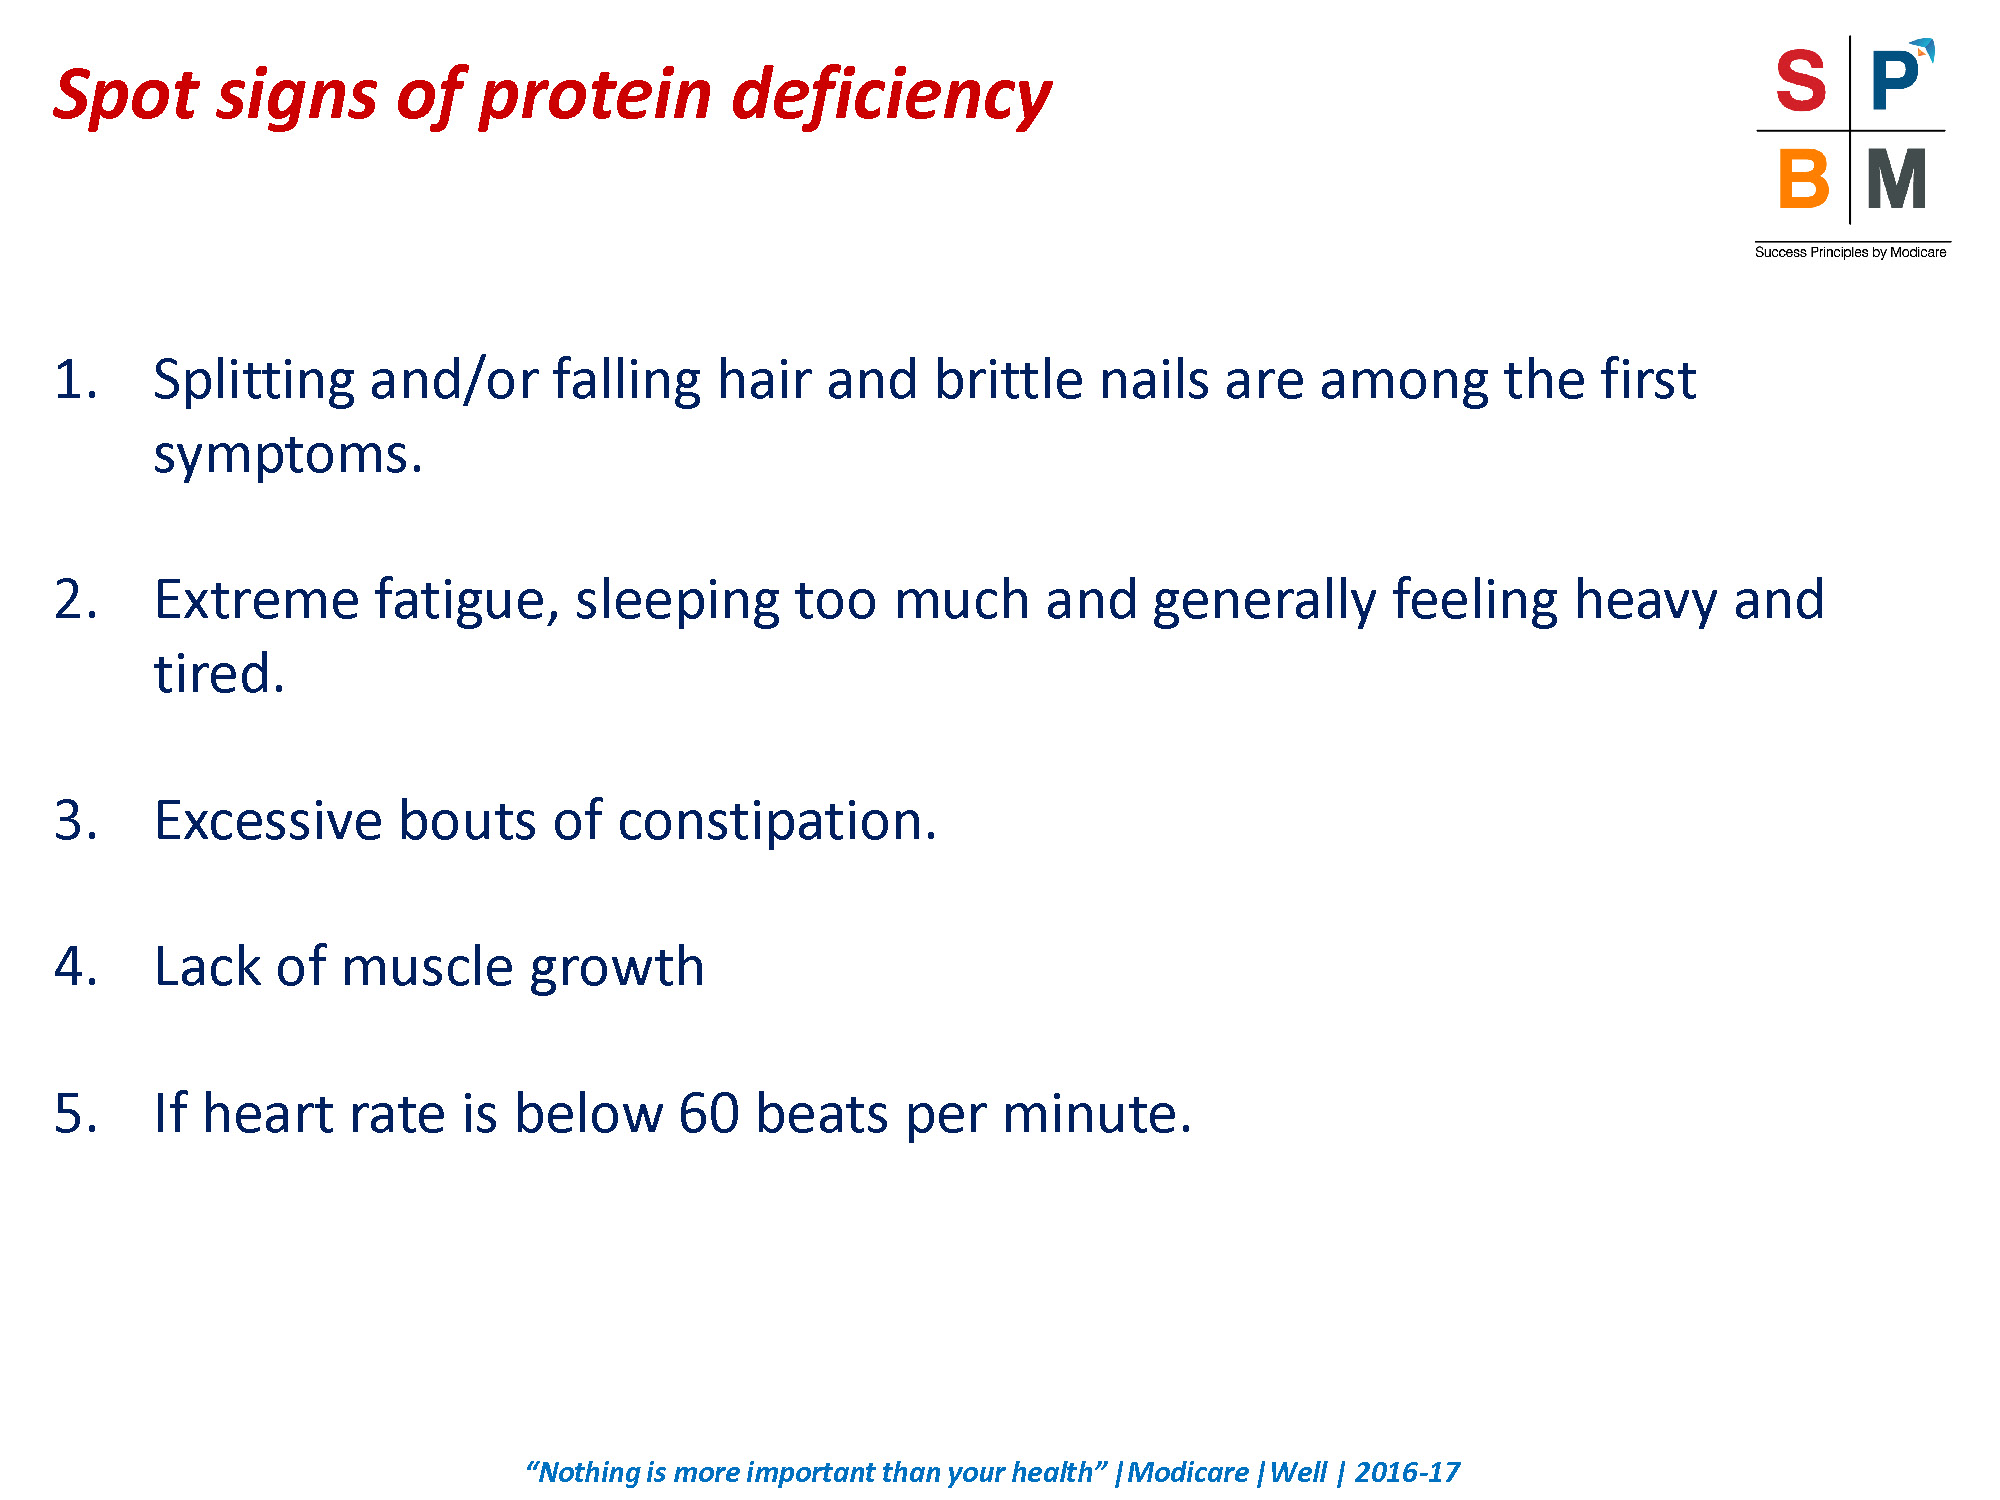 Spot signs of protein deficiency
S P
B M
Success Principles by Modicare
1. Splitting and/or falling hair and brittle nails are among the first
symptoms.
2. Extreme fatigue, sleeping too much and generally feeling heavy and
tired.
3. Excessive bouts of constipation.
4. Lack of muscle growth
5. If heart rate is below 60 beats per minute.
“Nothing is more important than your health” |Modicare |Well | 2016-17